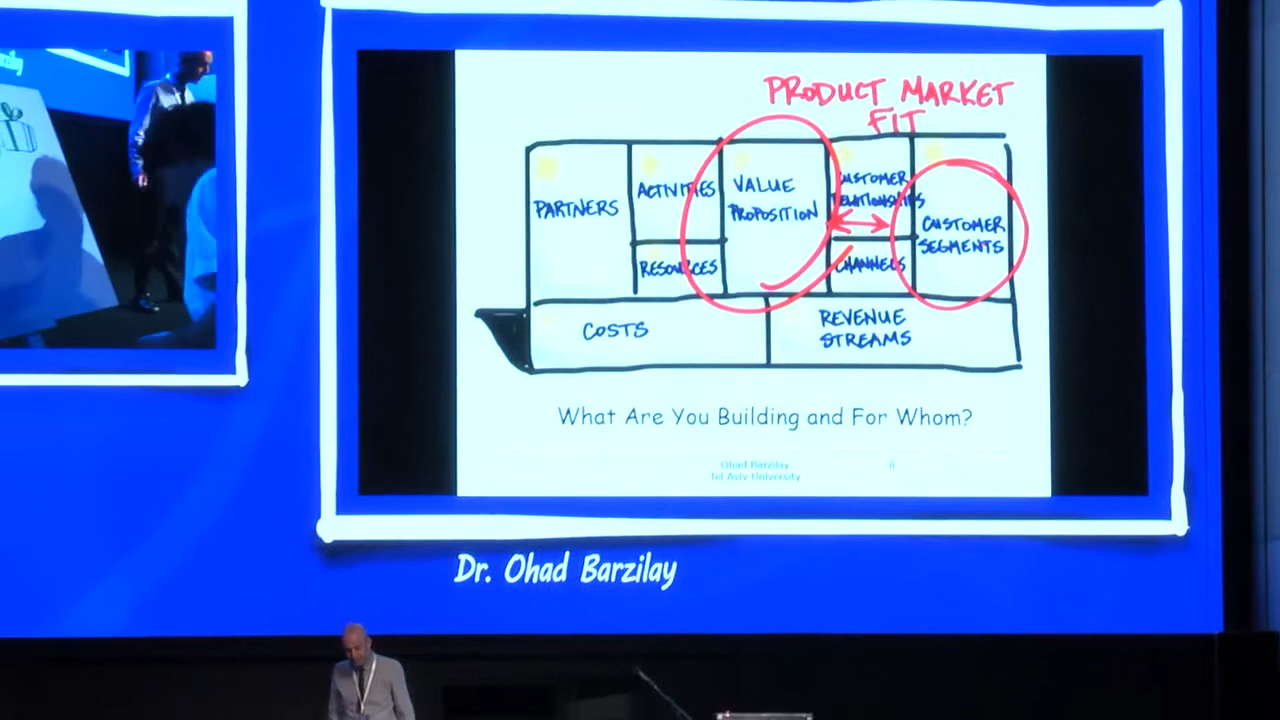 PRODUCT MARKET
FIT
PARTNERS
ACTIVITIES
RESOURCES
VALUE
PROPOSITION
CUSTOMER
RELATIONSHIPS
CHANNELS
CUSTOMER
SEGMENTS
COSTS
REVENUE
STREAMS
What Are You Building and For Whom?
Ohad Barzilay
Tel Aviv University
8
Dr. Ohad Barzilay